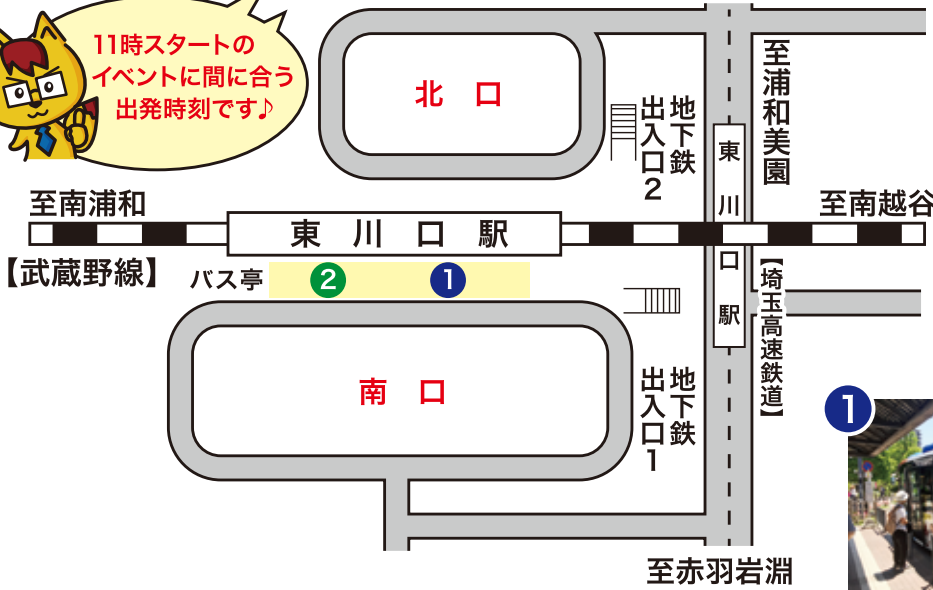 11時スタートの
イベントに間に合う
出発時刻です♪
北 口
地下鉄
出入口2
至浦和美園
至南浦和
東 川 口 駅
東川口駅
至南越谷
【武蔵野線】
バス亭
2
1
【埼玉高速鉄道】
南 口
地下鉄
出入口1
1
至赤羽岩淵